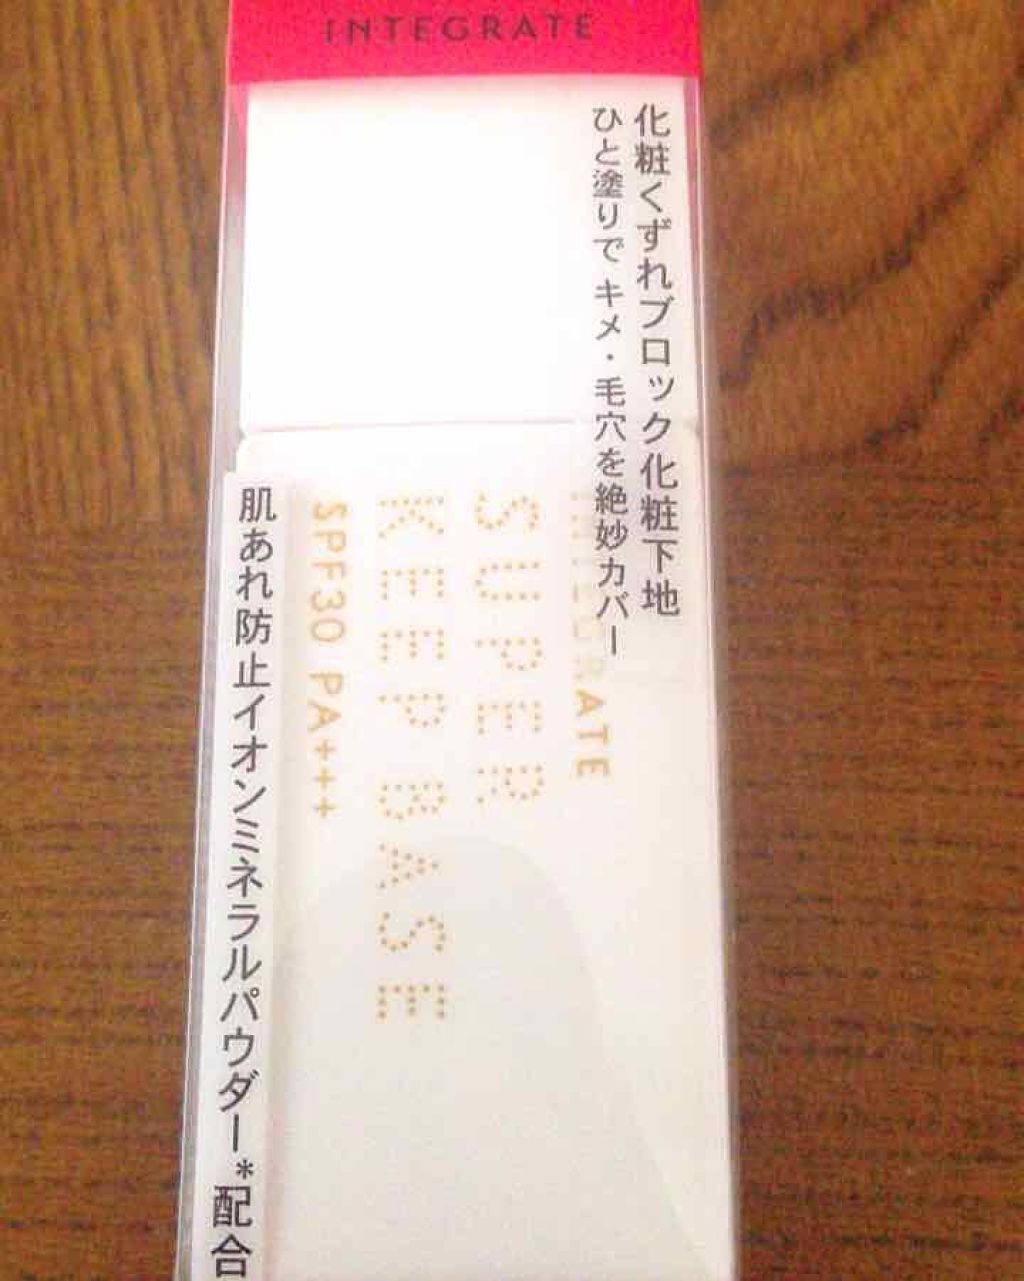 INTEGRATE
化粧くずれブロック化粧下地
ひと塗りで キメ・毛穴を絶妙カバー
INTEGRATE
SUPER
KEEP BASE
SPF30 PA+++
肌あれ防止イオンミネラルパウダー*配合